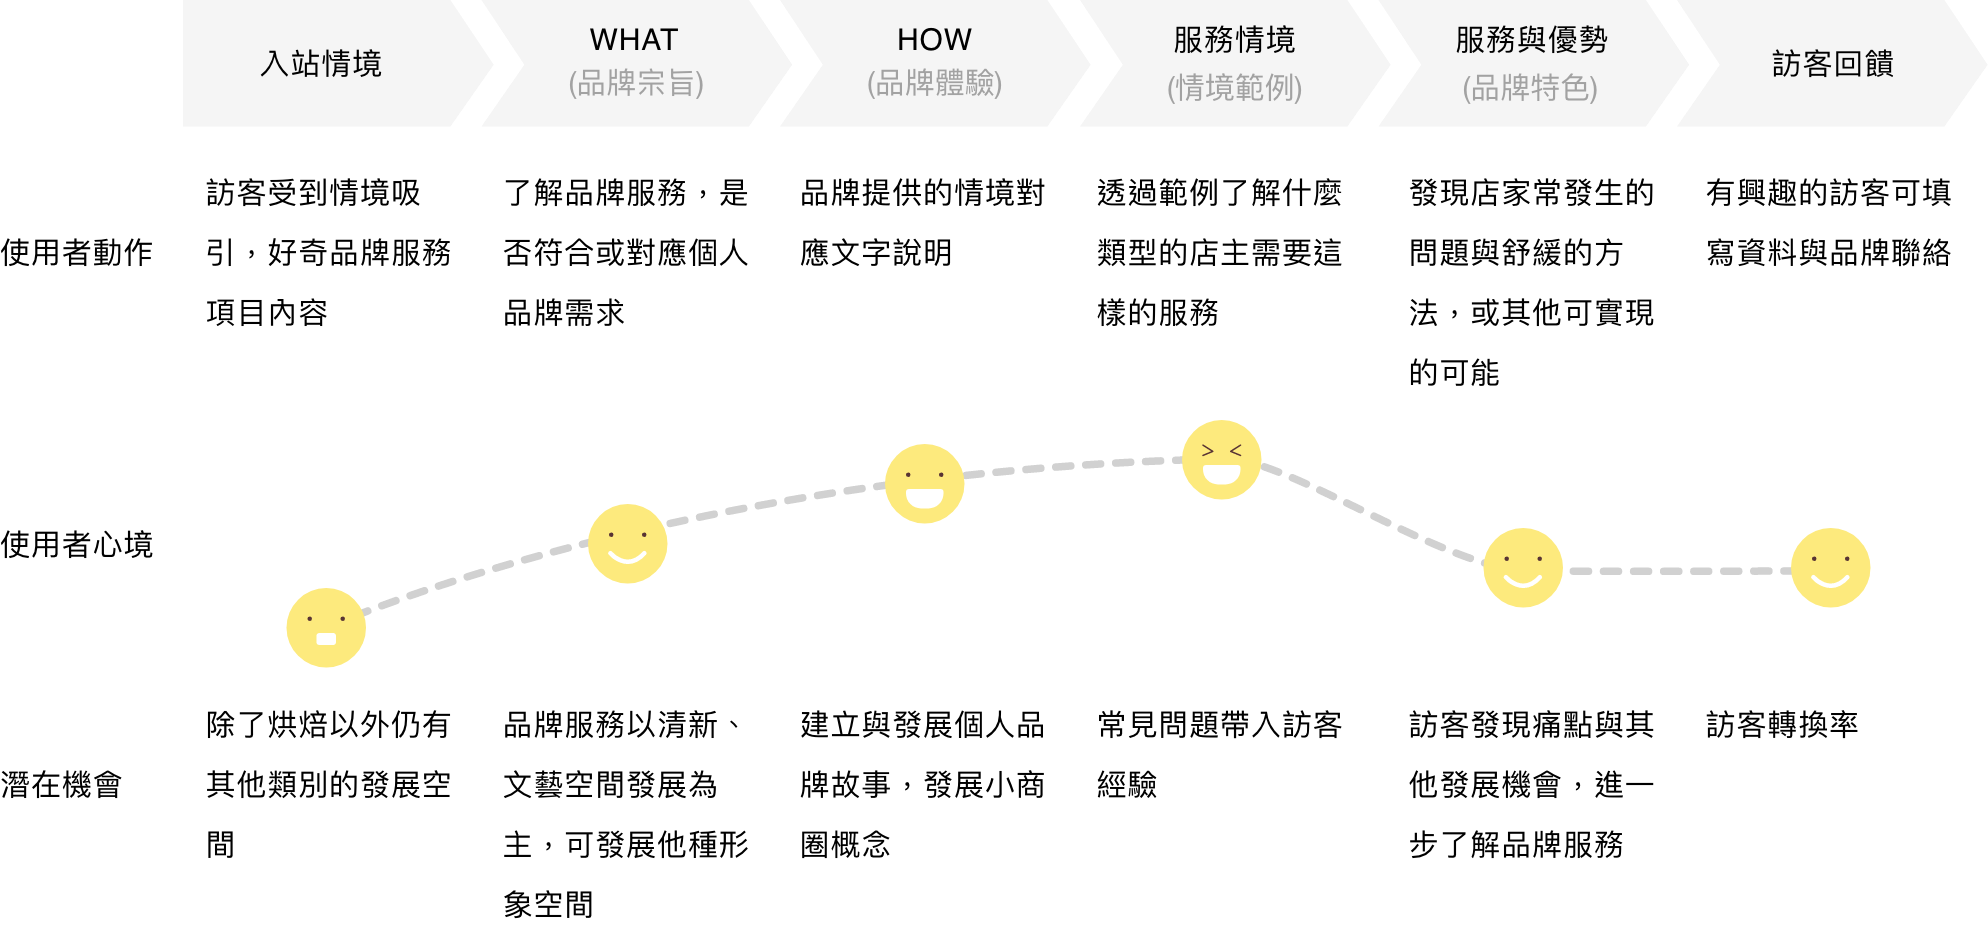 入站情境
WHAT
(品牌宗旨)
HOW
(品牌體驗)
服務情境
(情境範例)
服務與優勢
(品牌特色)
訪客回饋
使用者動作
訪客受到情境吸
引，好奇品牌服務
項目內容
了解品牌服務，是
否符合或對應個人
品牌需求
品牌提供的情境對
應文字說明
透過範例了解什麼
類型的店主需要這
樣的服務
發現店家常發生的
問題與舒緩的方
法，或其他可實現
的可能
有興趣的訪客可填
寫資料與品牌聯絡
使用者心境
潛在機會
除了烘焙以外仍有
其他類別的發展空
間
品牌服務以清新、
文藝空間發展為
主，可發展他種形
象空間
建立與發展個人品
牌故事，發展小商
圈概念
常見問題帶入訪客
經驗
訪客發現痛點與其
他發展機會，進一
步了解品牌服務
訪客轉換率